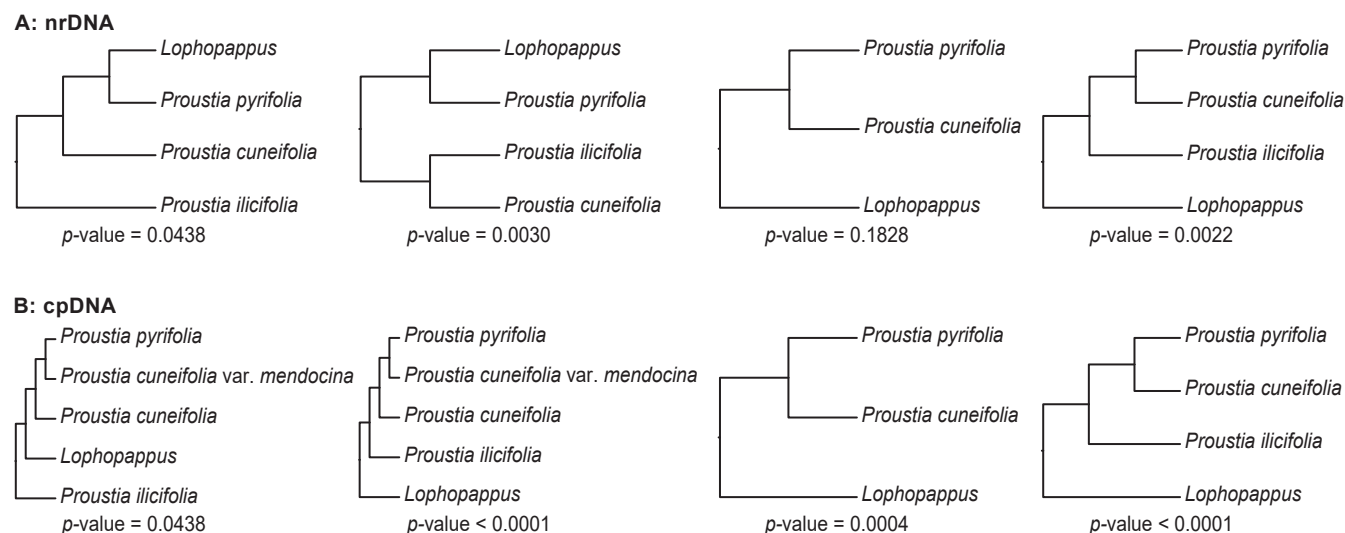 A: nrDNA
Lophopappus
Proustia pyrifolia
Proustia cuneifolia
Proustia ilicifolia
p-value = 0.0438
Lophopappus
Proustia pyrifolia
Proustia ilicifolia
Proustia cuneifolia
p-value = 0.0030
Proustia pyrifolia
Proustia cuneifolia
Lophopappus
p-value = 0.1828
Proustia pyrifolia
Proustia cuneifolia
Proustia ilicifolia
Lophopappus
p-value = 0.0022
B: cpDNA
Proustia pyrifolia
Proustia cuneifolia var. mendocina
Proustia cuneifolia
Lophopappus
Proustia ilicifolia
p-value = 0.0438
Proustia pyrifolia
Proustia cuneifolia var. mendocina
Proustia cuneifolia
Proustia ilicifolia
Lophopappus
p-value < 0.0001
Proustia pyrifolia
Proustia cuneifolia
Lophopappus
p-value = 0.0004
Proustia pyrifolia
Proustia cuneifolia
Proustia ilicifolia
Lophopappus
p-value < 0.0001